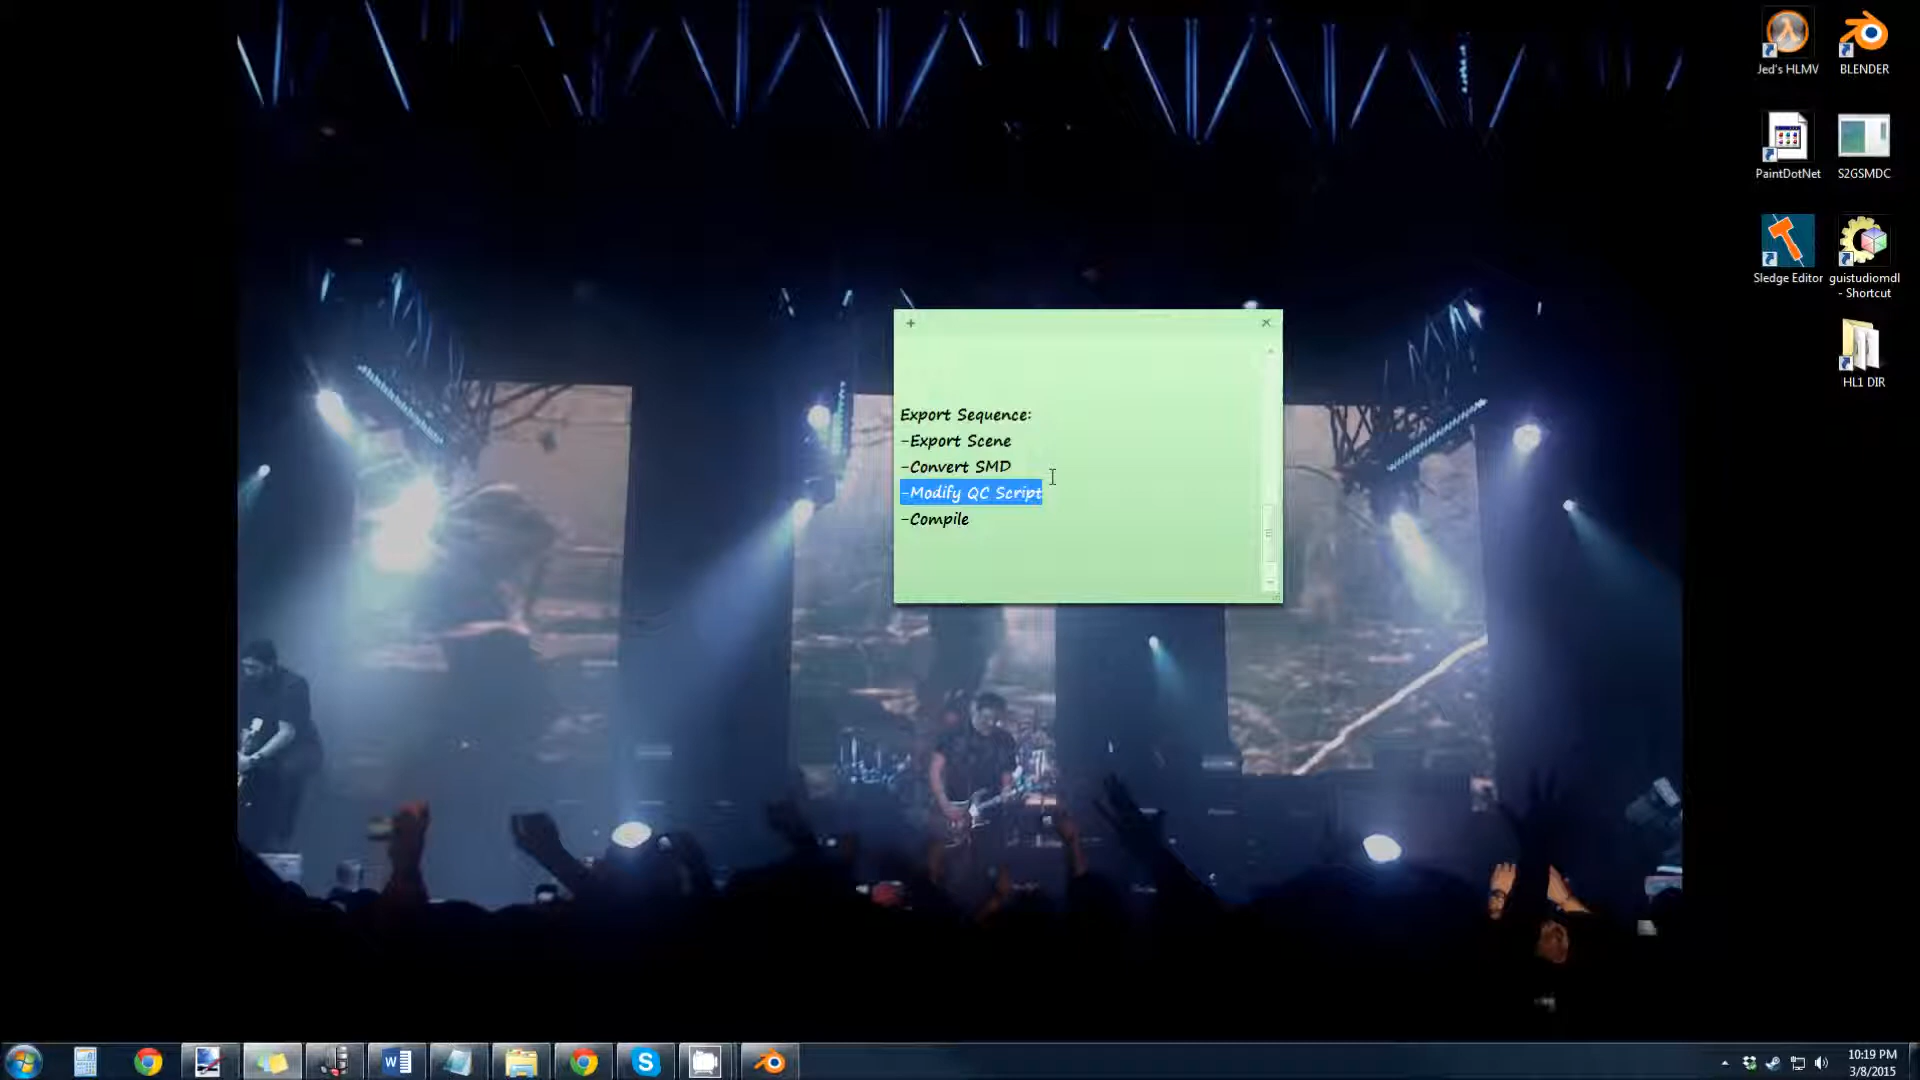 Jed's HLMV
BLENDER
PaintDotNet
S2GSMDC
Sledge Editor
guistudiomdl
- Shortcut
HL1 DIR
Export Sequence:
-Export Scene
-Convert SMD
-Modify QC Script
-Compile
10:19 PM
3/8/2015